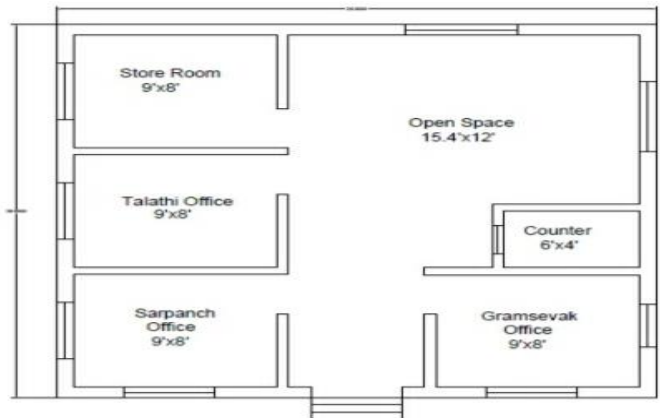 Store Room
9'x8'
Open Space
15.4'x12'
Talathi Office
9'x8'
Counter
6'x4'
Sarpanch
Office
9'x8'
Gramsevak
Office
9'x8'